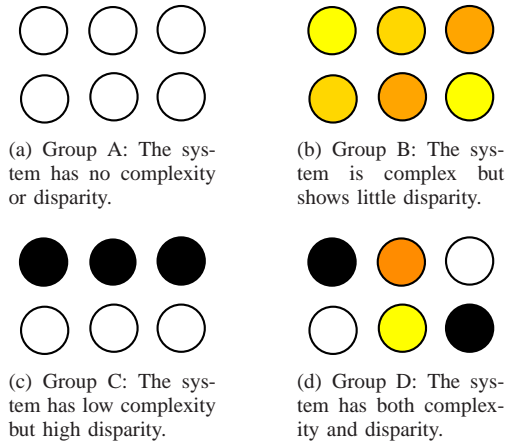 (a) Group A: The sys-
tem has no complexity
or disparity.
(b) Group B: The sys-
tem is complex but
shows little disparity.
(c) Group C: The sys-
tem has low complexity
but high disparity.
(d) Group D: The sys-
tem has both complex-
ity and disparity.